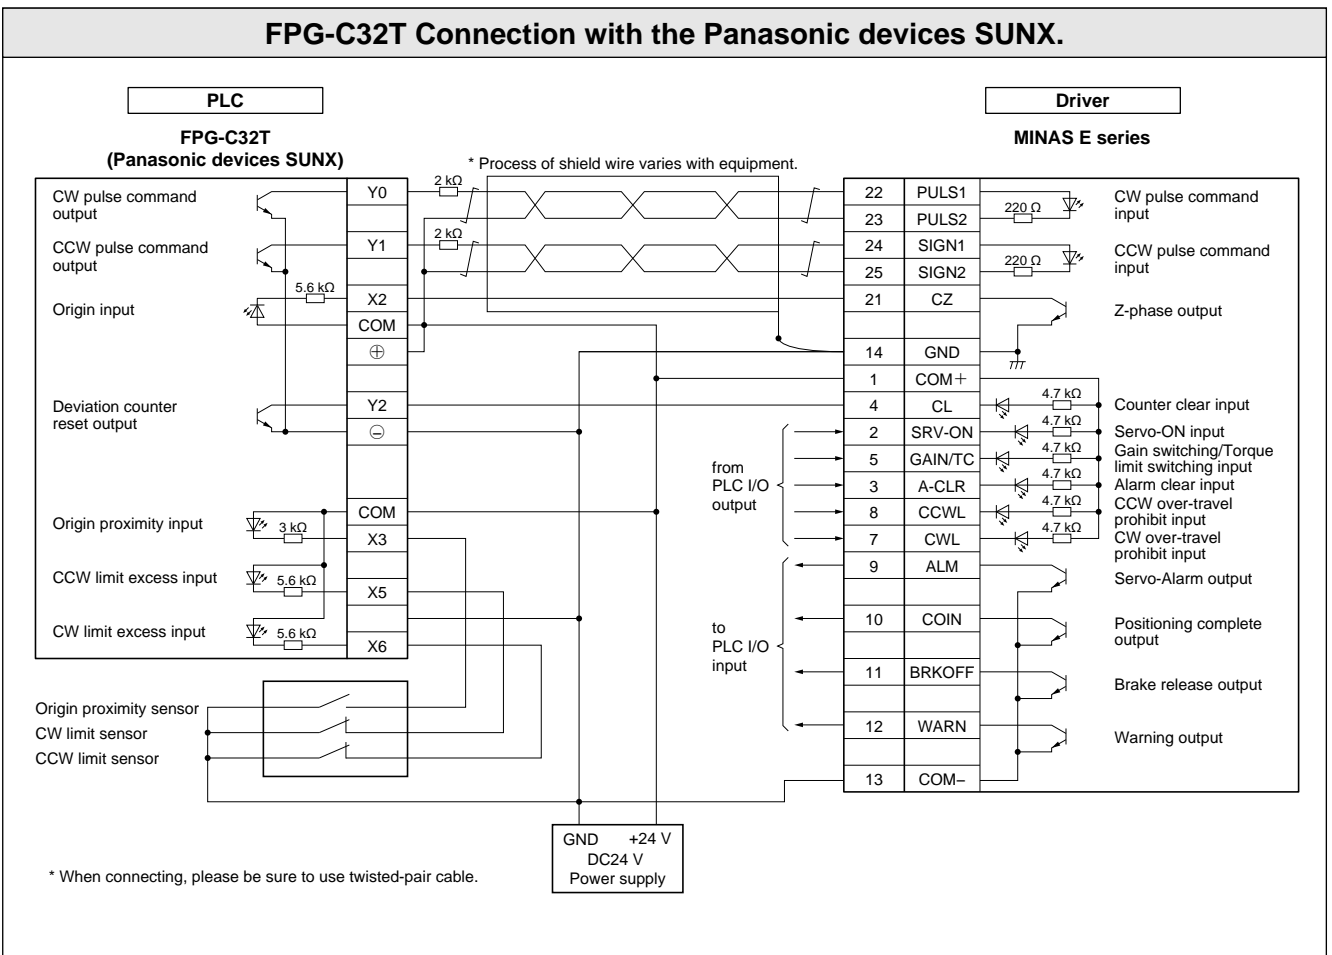 FPG-C32T Connection with the Panasonic devices SUNX.
PLC
FPG-C32T
(Panasonic devices SUNX)
Driver
MINAS E series
* Process of shield wire varies with equipment.
CW pulse command
output
CCW pulse command
output
Origin input
Deviation counter
reset output
Origin proximity input
CCW limit excess input
CW limit excess input
5.6 kΩ
3 kΩ
5.6 kΩ
5.6 kΩ
Y0
Y1
X2
COM
⊕
Y2
⊖
COM
X3
X5
X6
2 kΩ
2 kΩ
Origin proximity sensor
CW limit sensor
CCW limit sensor
from
PLC I/O
output
to
PLC I/O
input
22 PULS1
23 PULS2
24 SIGN1
25 SIGN2
21 CZ
14 GND
1 COM+
4 CL
2 SRV-ON
5 GAIN/TC
3 A-CLR
8 CCWL
7 CWL
9 ALM
10 COIN
11 BRKOFF
12 WARN
13 COM−
220 Ω
220 Ω
4.7 kΩ
4.7 kΩ
4.7 kΩ
4.7 kΩ
4.7 kΩ
4.7 kΩ
CW pulse command
input
CCW pulse command
input
Z-phase output
Counter clear input
Servo-ON input
Gain switching/Torque
limit switching input
Alarm clear input
CCW over-travel
prohibit input
CW over-travel
prohibit input
Servo-Alarm output
Positioning complete
output
Brake release output
Warning output
GND +24 V
DC24 V
Power supply
* When connecting, please be sure to use twisted-pair cable.